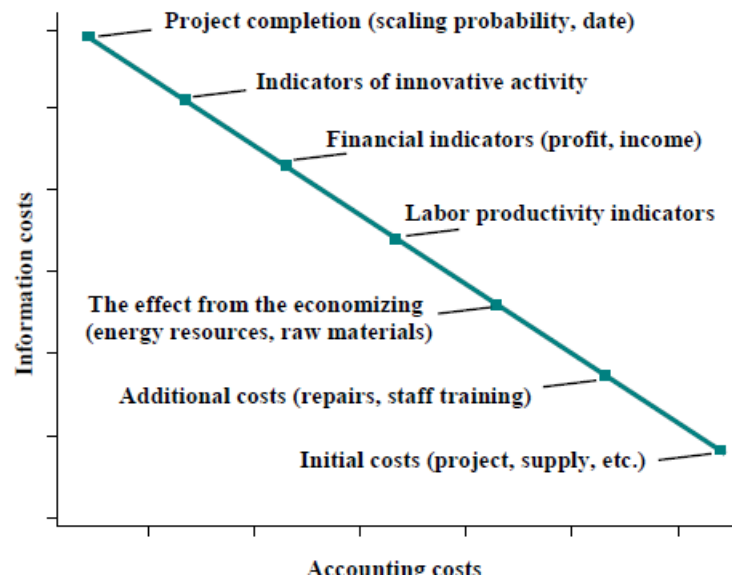 Project completion (scaling probability, date)
Indicators of innovative activity
Financial indicators (profit, income)
Labor productivity indicators
The effect from the economizing
(energy resources, raw materials)
Additional costs (repairs, staff training)
Initial costs (project, supply, etc.)
Information costs
Accounting costs